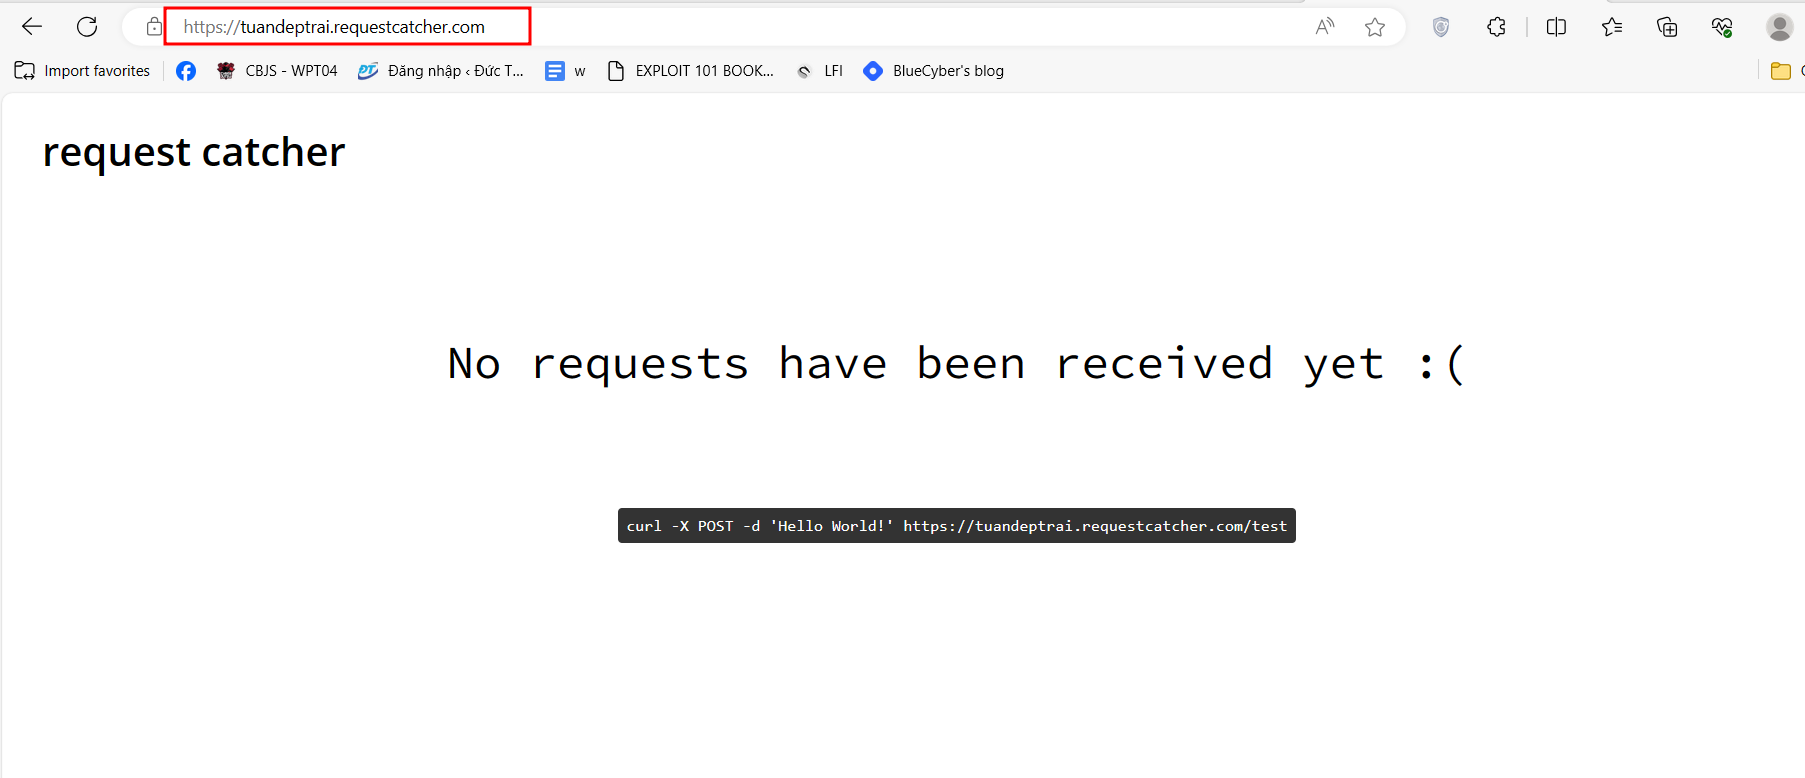 https://tuandeptrai.requestcatcher.com
Import favorites CBJS - WPT04 Đăng nhập ‹ Đức T... w EXPLOIT 101 BOOK... LFI BlueCyber's blog
request catcher
No requests have been received yet :(
curl -X POST -d 'Hello World!' https://tuandeptrai.requestcatcher.com/test